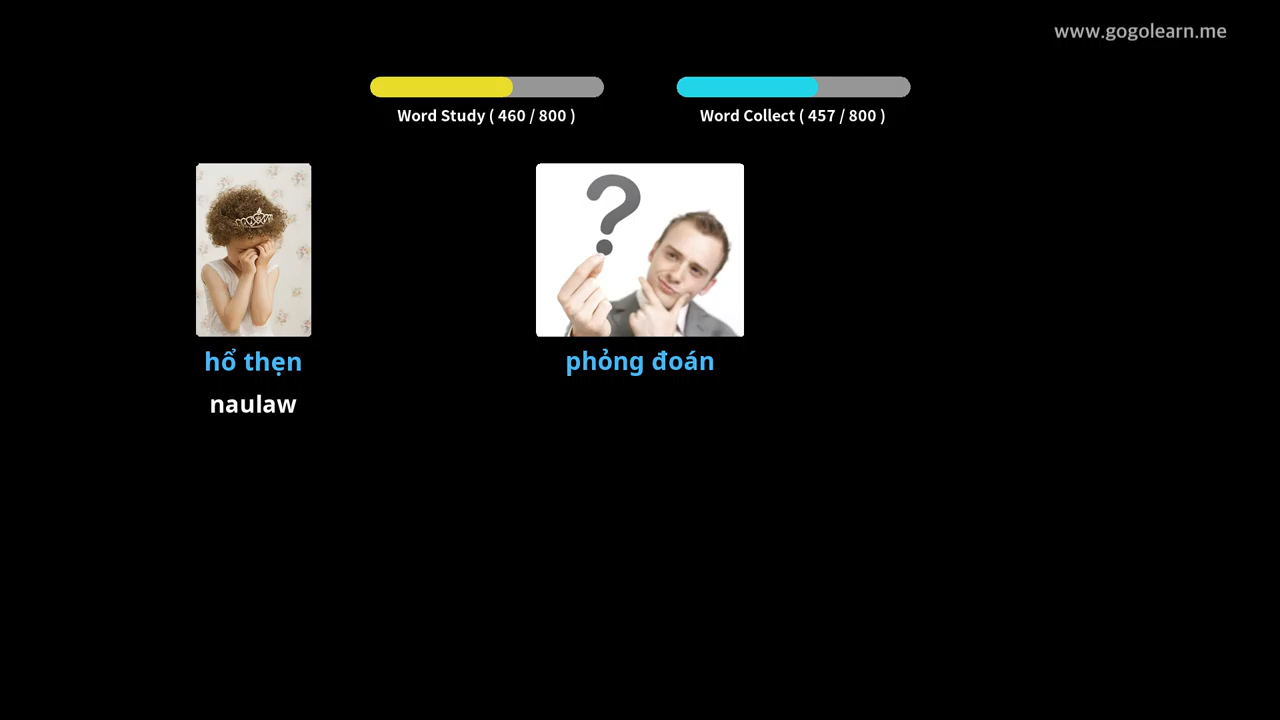 www.gogolearn.me
Word Study ( 460 / 800 )
Word Collect ( 457 / 800 )
hổ thẹn
phỏng đoán
naulaw